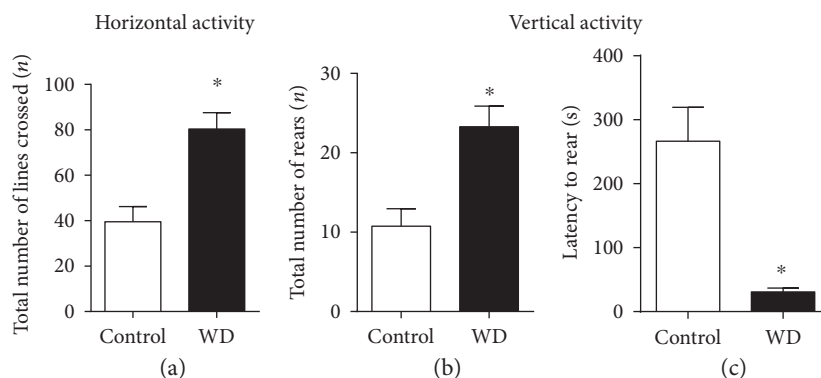 Horizontal activity
Vertical activity
Total number of lines crossed (n)
100
80
60
40
20
0
*
Control
WD
(a)
Total number of rears (n)
30
20
10
0
*
Control
WD
(b)
Latency to rear (s)
400
300
200
100
0
*
Control
WD
(c)